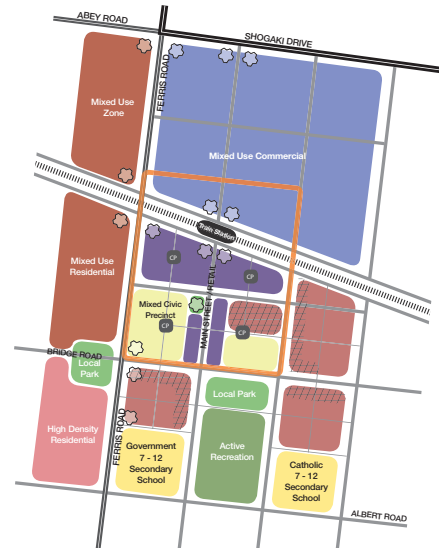 ABEY ROAD
SHOGAKI DRIVE
FERRIS ROAD
Mixed Use
Zone
Mixed Use Commercial
Train Station
Mixed Use
Residential
CP
CP
MAIN STREET / RETAIL
Mixed Civic
Precinct
CP
CP
BRIDGE ROAD
Local
Park
Local Park
High Density
Residential
FERRIS ROAD
Government
7 - 12
Secondary
School
Active
Recreation
Catholic
7 - 12
Secondary
School
ALBERT ROAD